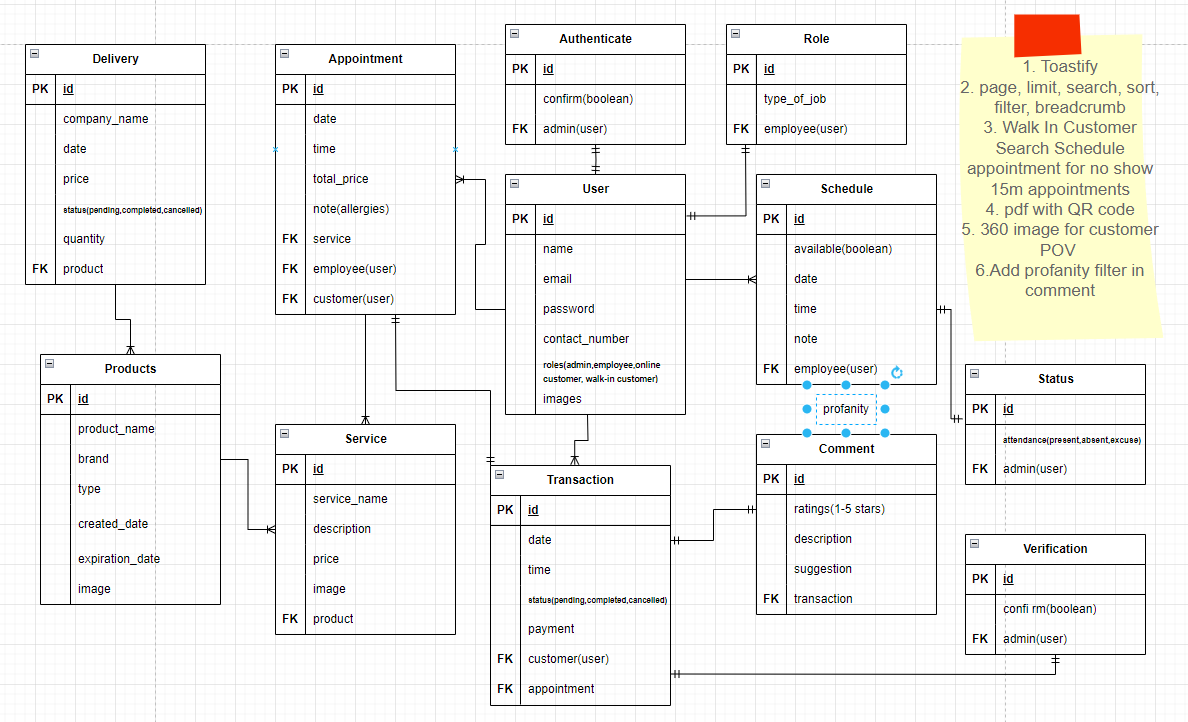 Delivery
PK id
company_name
date
price
status(pending,completed,cancelled)
quantity
FK product
Appointment
PK id
date
time
total_price
note(allergies)
FK service
FK employee(user)
FK customer(user)
Authenticate
PK id
confirm(boolean)
FK admin(user)
Role
PK id
type_of_job
FK employee(user)
1. Toastify
2. page, limit, search, sort,
filter, breadcrumb
3. Walk In Customer
Search Schedule
appointment for no show
15m appointments
4. pdf with QR code
5. 360 image for customer
POV
6.Add profanity filter in
comment
User
PK id
name
email
password
contact_number
roles(admin,employee,online
customer, walk-in customer)
images
Schedule
PK id
available(boolean)
date
time
note
FK employee(user)
profanity
Status
PK id
attendance(present,absent,excuse)
FK admin(user)
Products
PK id
product_name
brand
type
created_date
expiration_date
image
Service
PK id
service_name
description
price
image
FK product
Transaction
PK id
date
time
status(pending,completed,cancelled)
payment
FK customer(user)
FK appointment
Comment
PK id
ratings(1-5 stars)
description
suggestion
FK transaction
Verification
PK id
confi rm(boolean)
FK admin(user)